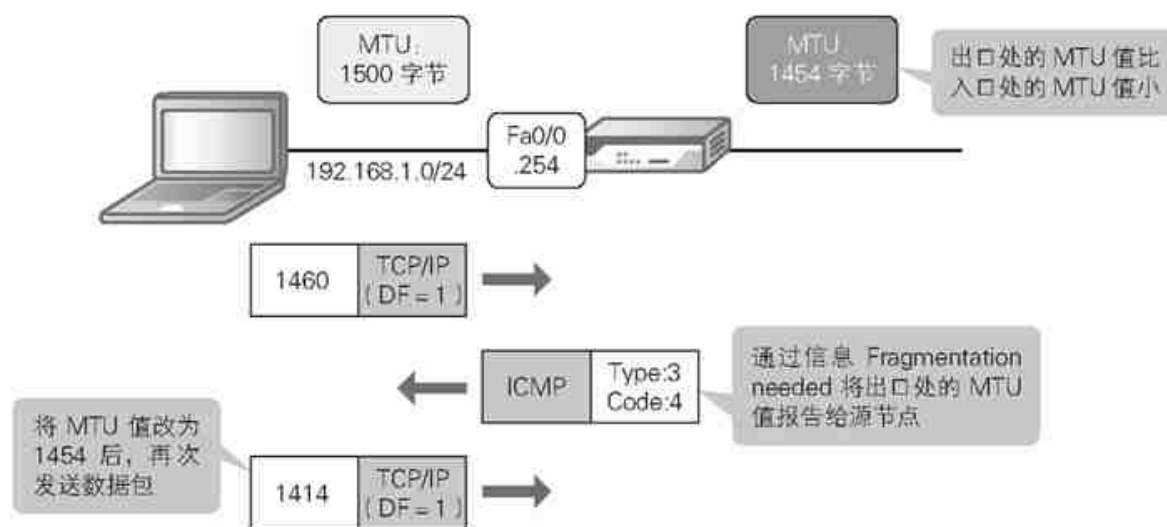 MTU:
1500 字节
MTU:
1454 字节
出口处的 MTU 值比
入口处的 MTU 值小
Fa0/0
.254
192.168.1.0/24
1460
TCP/IP
(DF = 1)
ICMP
Type:3
Code:4
通过信息 Fragmentation
needed 将出口处的 MTU
值报告给源节点
将 MTU 值改为
1454 后，再次
发送数据包
1414
TCP/IP
(DF = 1)